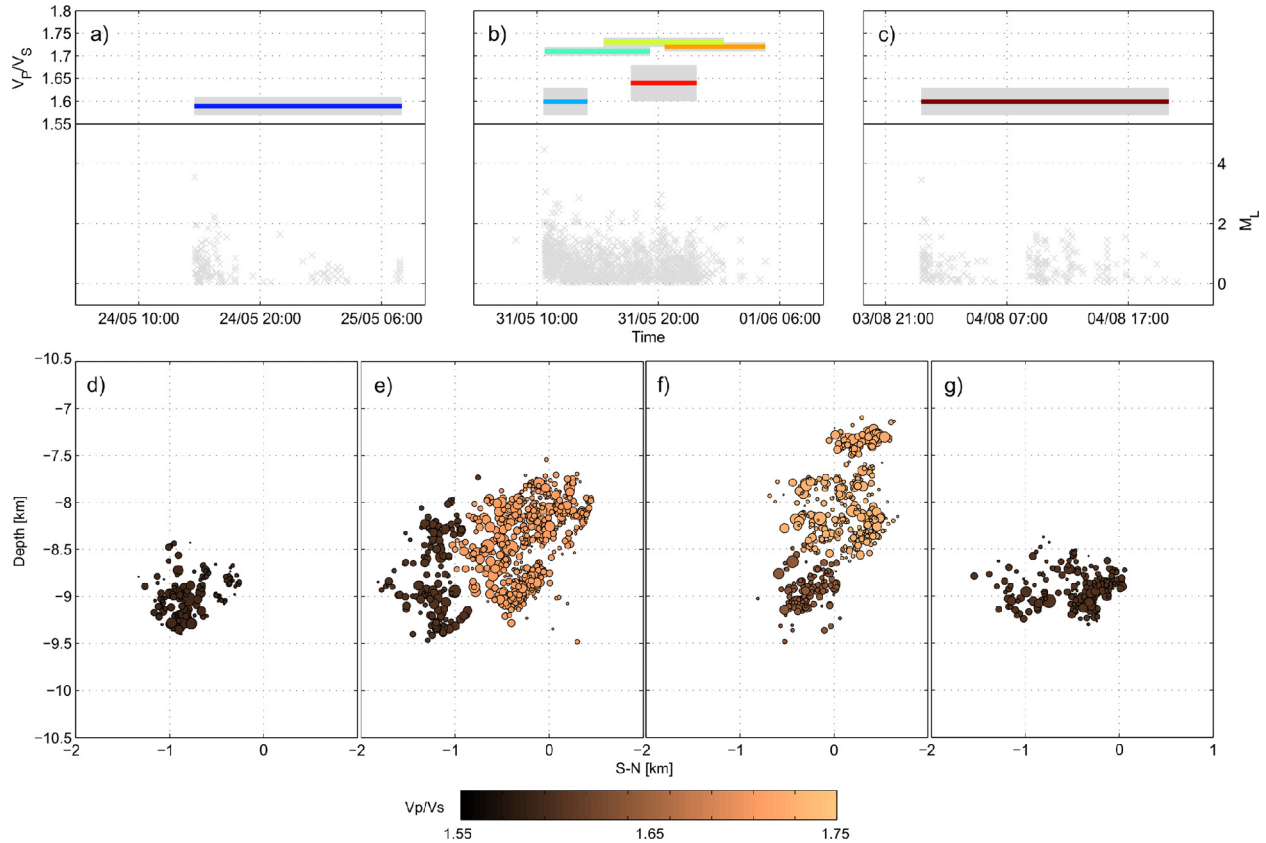 a) b) c)
1.8
1.75
1.7
1.65
1.6
1.55
VP/VS
4
2
0
ML
24/05 10:00 24/05 20:00 25/05 06:00 31/05 10:00 31/05 20:00 01/06 06:00 03/08 21:00 04/08 07:00 04/08 17:00
Time
d) e) f) g)
−10.5
−7
−7.5
−8
−8.5
−9
−9.5
−10
−10.5
Depth [km]
−2 −1 0 −2 −1 0 −2 −1 0 −2 −1 0 1
S-N [km]
Vp/Vs
1.55 1.65 1.75